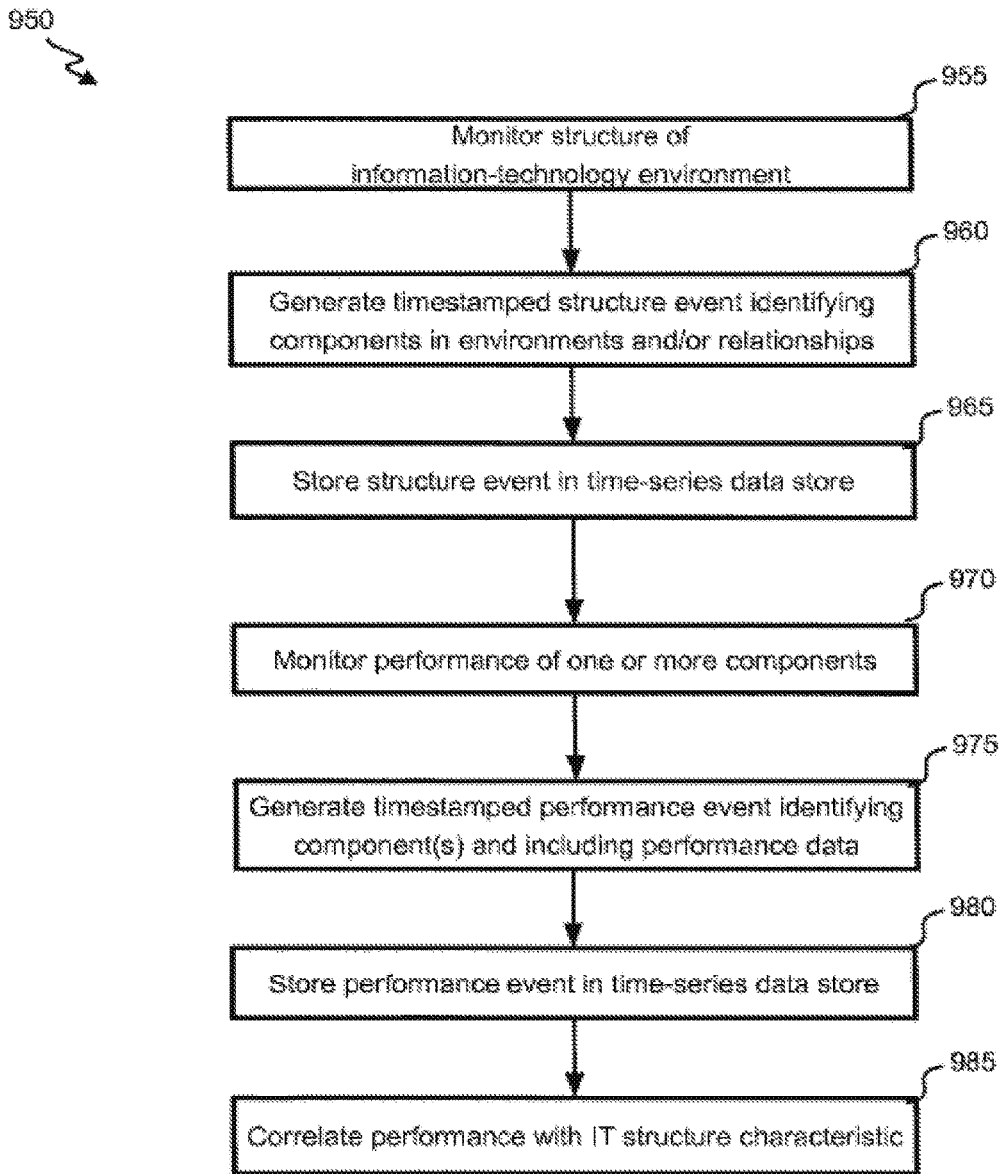 950
955
Monitor structure of
information-technology environment
960
Generate timestamped structure event identifying
components in environments and/or relationships
965
Store structure event in time-series data store
970
Monitor performance of one or more components
975
Generate timestamped performance event identifying
component(s) and including performance data
980
Store performance event in time-series data store
985
Correlate performance with IT structure characteristic